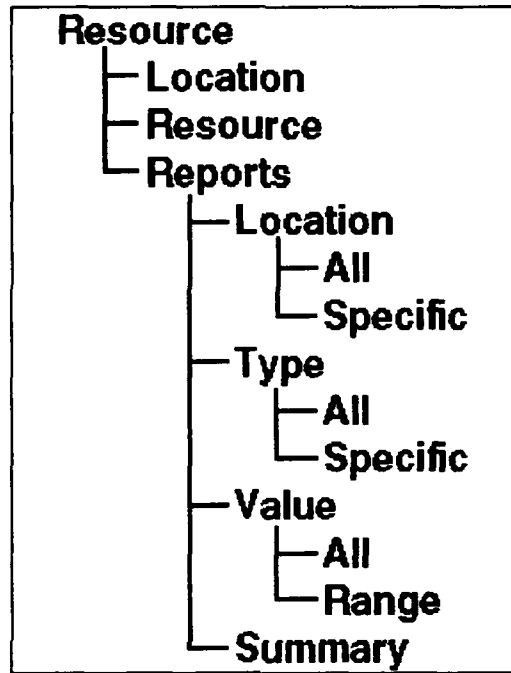 Resource
Location
Resource
Reports
Location
All
Specific
Type
All
Specific
Value
All
Range
Summary